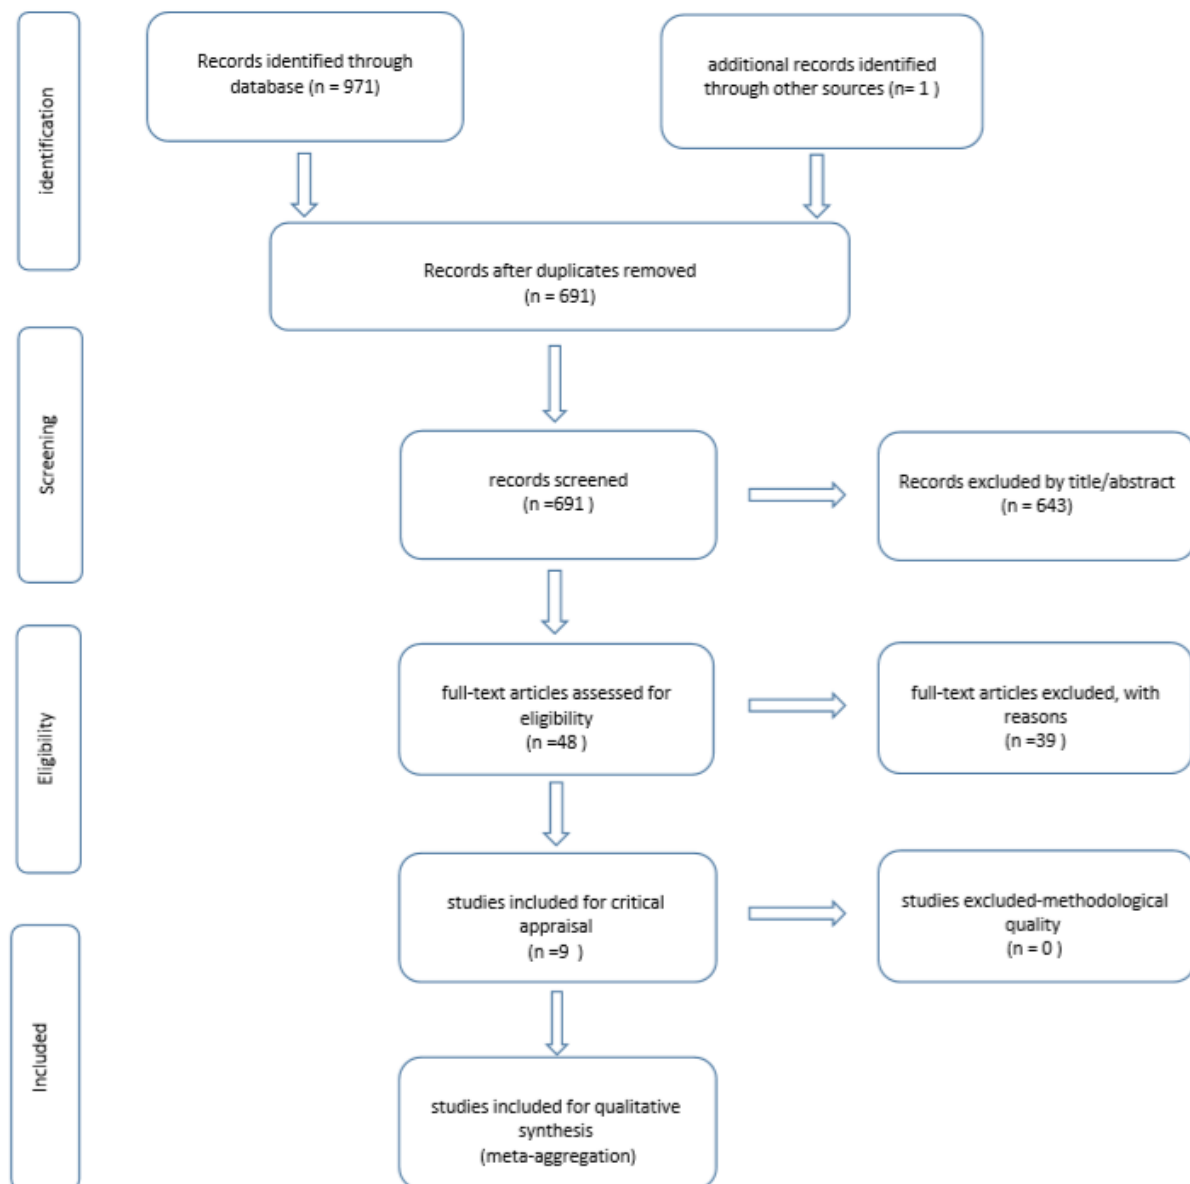 identification
Records identified through
database (n = 971)
additional records identified
through other sources (n= 1 )
Records after duplicates removed
(n = 691)
Screening
records screened
(n =691 )
Records excluded by title/abstract
(n = 643)
Eligibility
full-text articles assessed for
eligibility
(n =48 )
full-text articles excluded, with
reasons
(n =39 )
studies included for critical
appraisal
(n =9 )
studies excluded-methodological
quality
(n = 0 )
Included
studies included for qualitative
synthesis
(meta-aggregation)